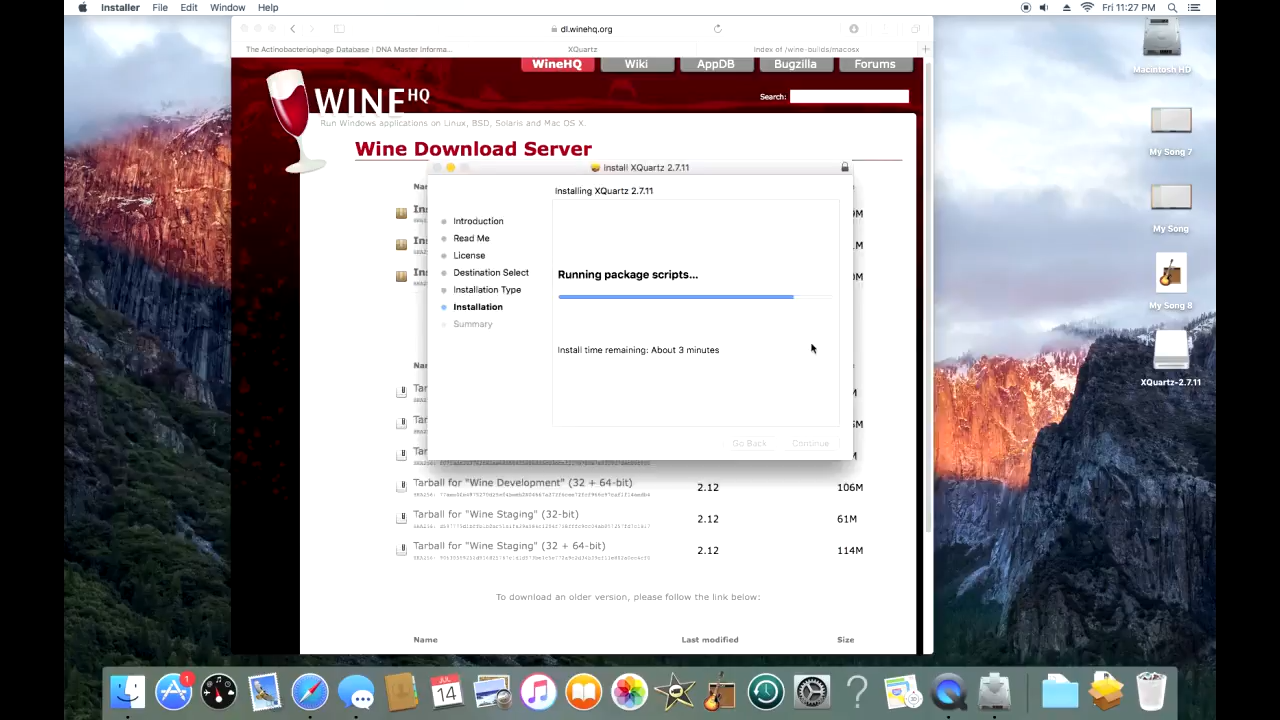 Installer File Edit Window Help
Fri 11:27 PM
dl.winehq.org
The Actinobacteriophage Database | DNA Master Informa...
XQuartz
Index of /wine-builds/macosx
WineHQ Wiki AppDB Bugzilla Forums
WINE HQ
Search:
Run Windows applications on Linux, BSD, Solaris and Mac OS X.
Wine Download Server
Install XQuartz 2.7.11
Installing XQuartz 2.7.11
Introduction
Read Me
License
Destination Select
Installation Type
Installation
Summary
Running package scripts...
Install time remaining: About 3 minutes
Go Back Continue
Tarball for "Wine Development" (32 + 64-bit) 2.12 106M
Tarball for "Wine Staging" (32-bit) 2.12 61M
Tarball for "Wine Staging" (32 + 64-bit) 2.12 114M
To download an older version, please follow the link below:
Name Last modified Size
Macintosh HD
My Song 7
My Song
My Song 8
XQuartz-2.7.11
1
JUL
14